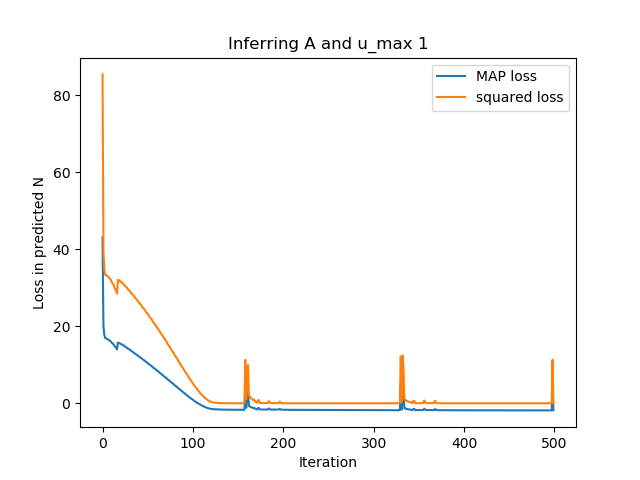 Inferring A and u_max 1
MAP loss
squared loss
Loss in predicted N
80
60
40
20
0
0 100 200 300 400 500
Iteration